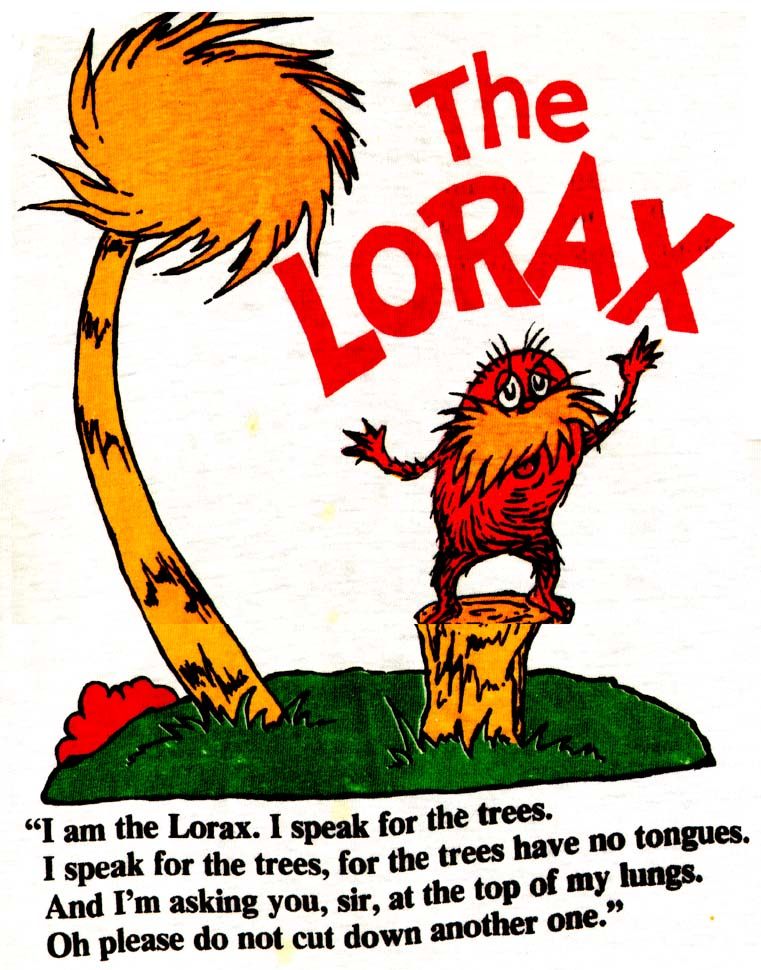 The
LORAX
“I am the Lorax. I speak for the trees.
I speak for the trees, for the trees have no tongues.
And I’m asking you, sir, at the top of my lungs.
Oh please do not cut down another one.”